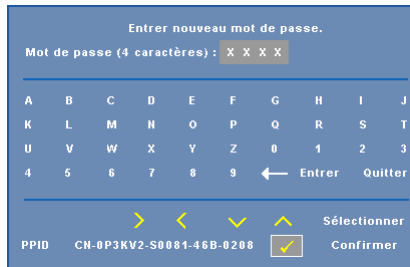 Entrer nouveau mot de passe.
Mot de passe (4 caractères) : X X X X
A B C D E F G H I J
K L M N O P Q R S T
U V W X Y Z 0 1 2 3
4 5 6 7 8 9 ← Entrer Quitter
Sélectionner
PPID CN-0P3KV2-S0081-46B-0208 Confirmer